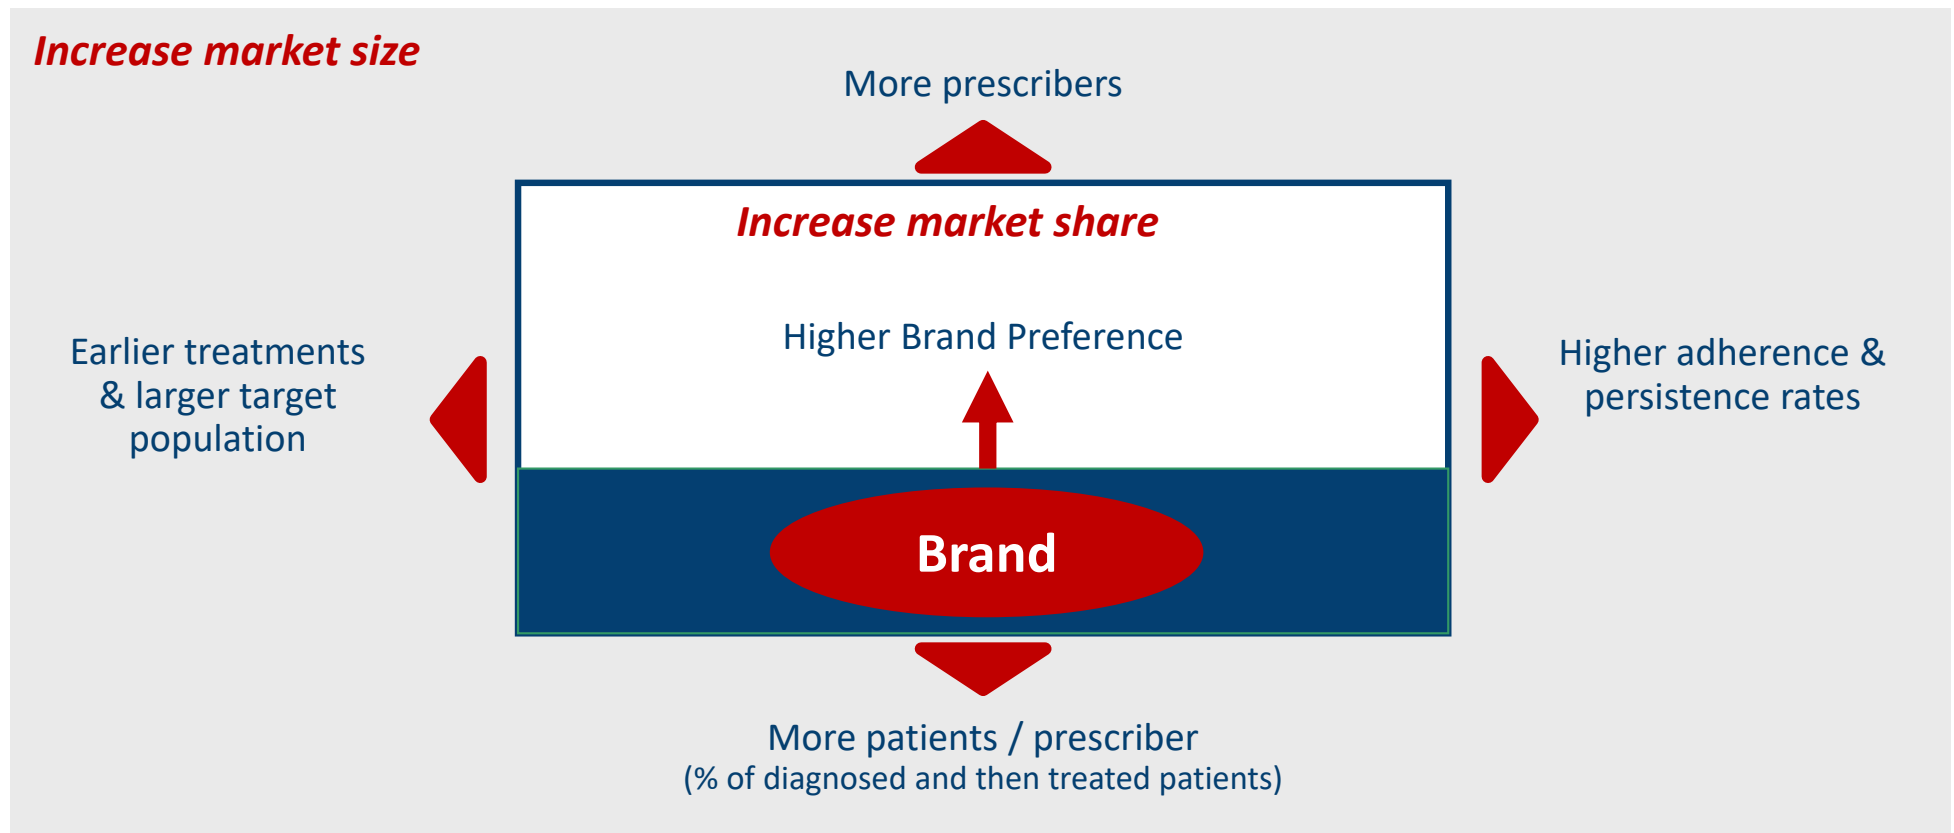 Increase market size
More prescribers
Increase market share
Higher Brand Preference
Earlier treatments
& larger target
population
Higher adherence &
persistence rates
Brand
More patients / prescriber
(% of diagnosed and then treated patients)